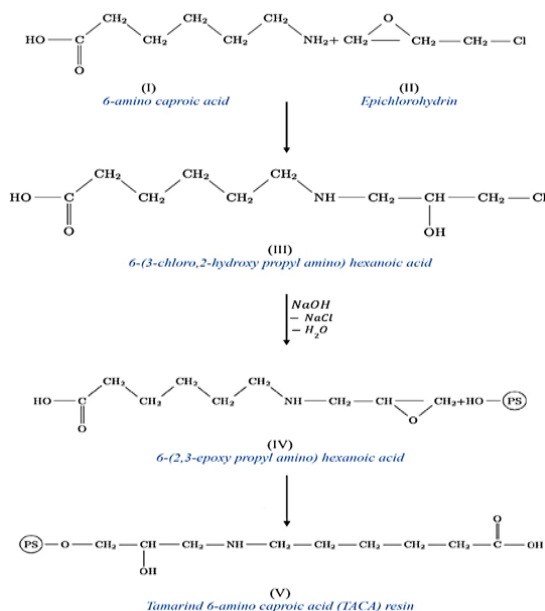 CH₂ CH₂ CH₂ O
HO C CH₂ CH₂ NH₂+ CH₂ CH₂ CH₂ Cl
O
(I) (II)
6-amino caproic acid Epichlorohydrin
CH₂ CH₂ CH₂
HO C CH₂ CH₂ NH CH₂ CH CH₂ Cl
O OH
(III)
6-(3-chloro,2-hydroxy propyl amino) hexanoic acid
NaOH
− NaCl
− H₂O
CH₂ CH₂ CH₂
HO C CH₂ CH₂ NH CH₂ CH CH₂+HO PS
O O
(IV)
6-(2,3-epoxy propyl amino) hexanoic acid
O
PS O CH₂ CH CH₂ NH CH₂ CH₂ CH₂ CH₂ CH₂ C OH
OH
(V)
Tamarind 6-amino caproic acid (TACA) resin